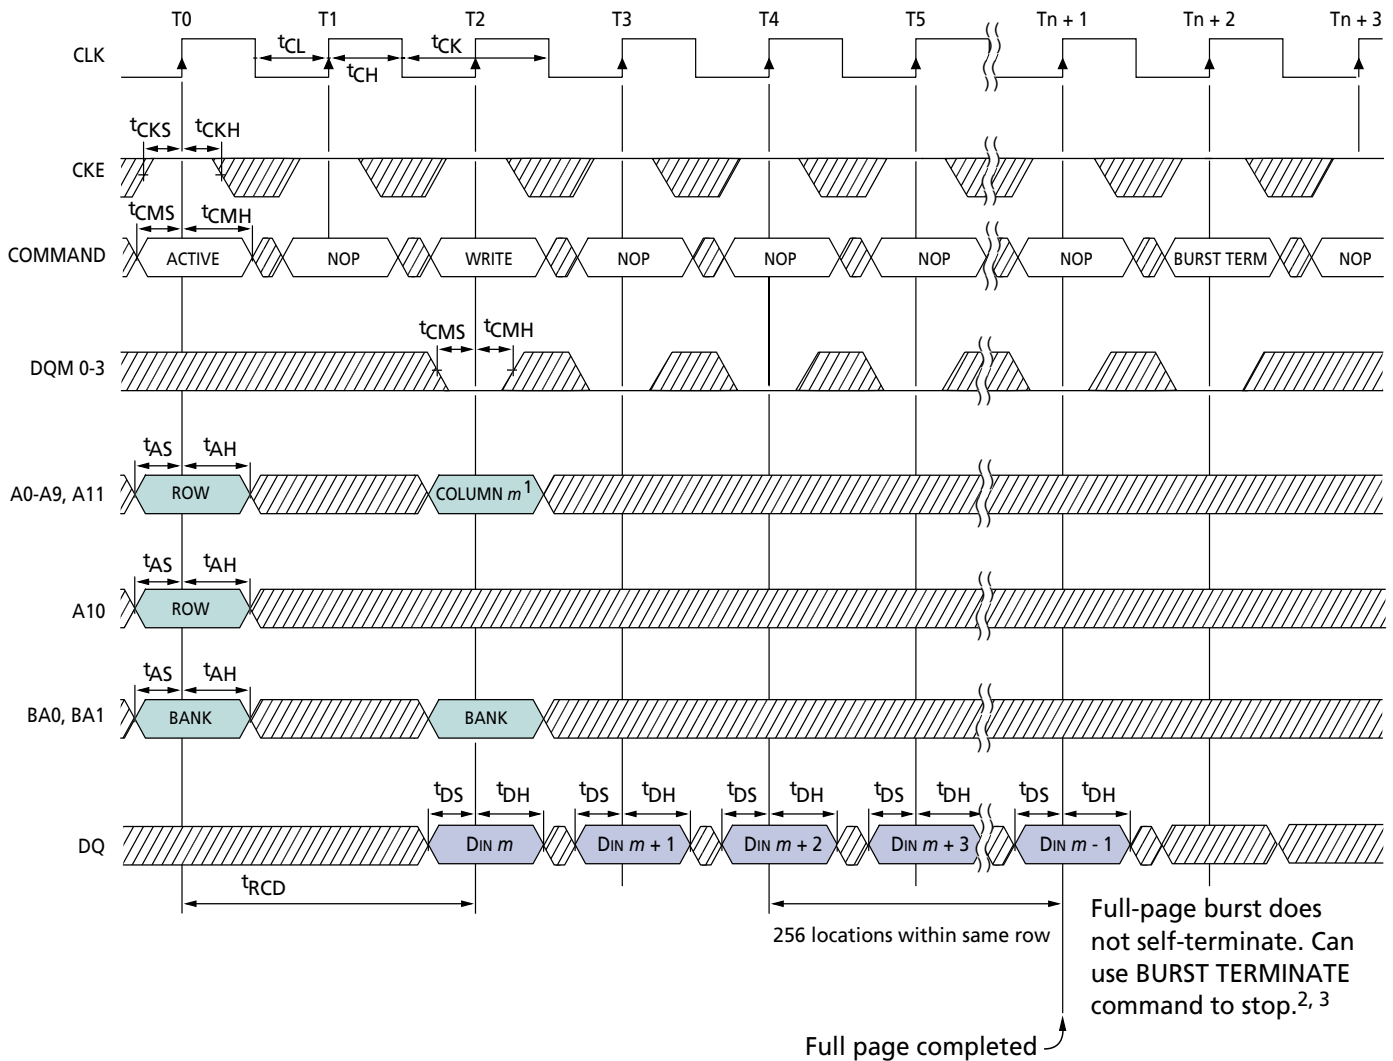 T0 T1 T2 T3 T4 T5 Tn + 1 Tn + 2 Tn + 3
CLK tCL tCH tCK
tCKS tCKH
CKE
tCMS tCMH
COMMAND ACTIVE NOP WRITE NOP NOP NOP NOP BURST TERM NOP
tCMS tCMH
DQM 0-3
tAS tAH
A0-A9, A11 ROW COLUMN m1
tAS tAH
A10 ROW
tAS tAH
BA0, BA1 BANK BANK
tDS tDH tDS tDH tDS tDH tDS tDH tDS tDH
DQ DIN m DIN m + 1 DIN m + 2 DIN m + 3 DIN m - 1
tRCD
256 locations within same row
Full-page burst does
not self-terminate. Can
use BURST TERMINATE
command to stop.2, 3
Full page completed